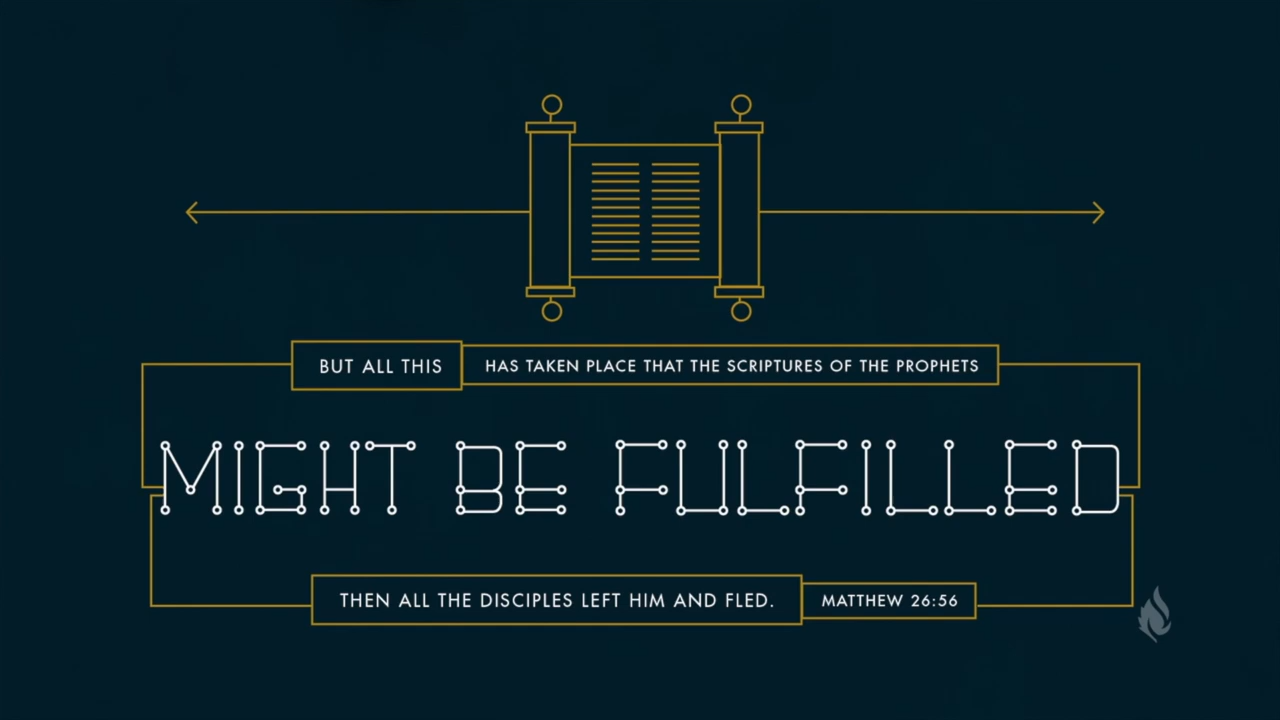 BUT ALL THIS HAS TAKEN PLACE THAT THE SCRIPTURES OF THE PROPHETS
MIGHT BE FULFILLED
THEN ALL THE DISCIPLES LEFT HIM AND FLED. MATTHEW 26:56